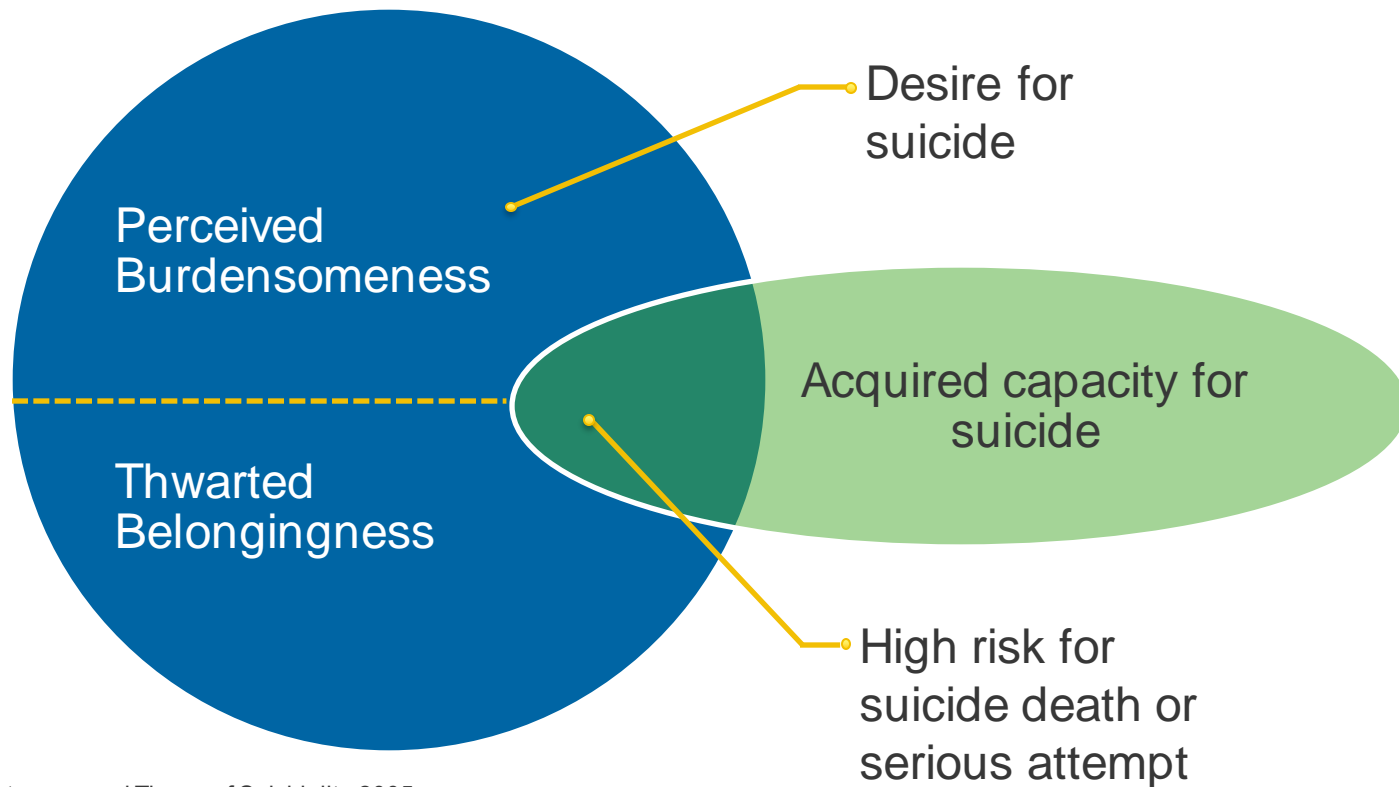 Desire for
suicide
Perceived
Burdensomeness
Acquired capacity for
suicide
Thwarted
Belongingness
High risk for
suicide death or
serious attempt